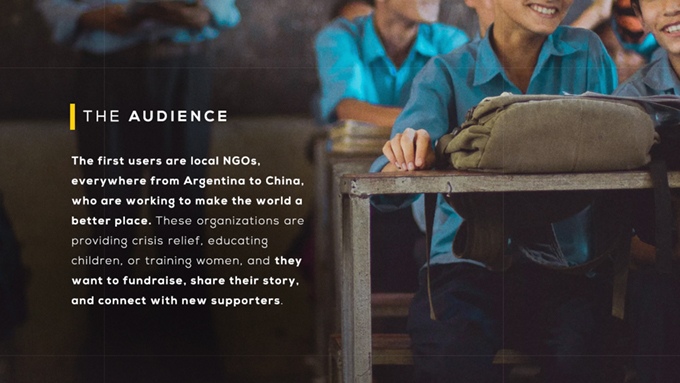 THE AUDIENCE
The first users are local NGOs,
everywhere from Argentina to China,
who are working to make the world a
better place. These organizations are
providing crisis relief, educating
children, or training women, and they
want to fundraise, share their story,
and connect with new supporters.